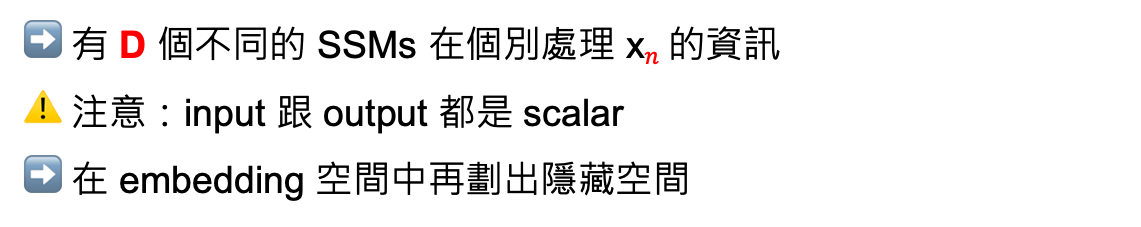 ➡️ 有 D 個不同的 SSMs 在個別處理 xₙ 的資訊
⚠️ 注意：input 跟 output 都是 scalar
➡️ 在 embedding 空間中再劃出隱藏空間